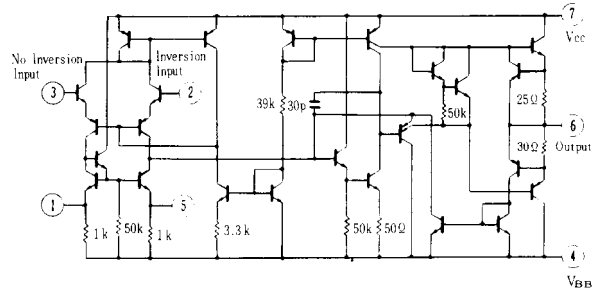 7
Vcc
No Inversion
Input
Inversion
Input
3
2
39k
30p
50k
25Ω
6
Output
30Ω
1
5
1k
50k
1k
3.3k
50k
50Ω
4
VBB